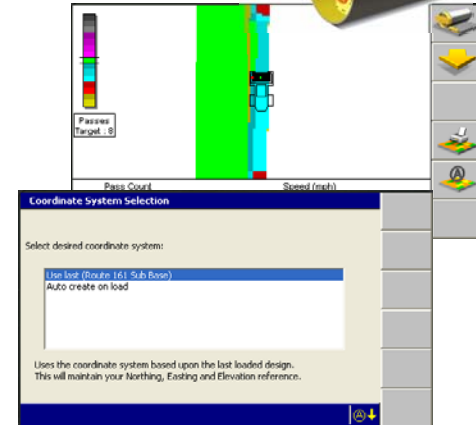 Passes
Target : 8
Pass Count Speed (mph)
Coordinate System Selection
Select desired coordinate system:
Use last (Route 161 Sub Base)
Auto create on load
Uses the coordinate system based upon the last loaded design.
This will maintain your Northing, Easting and Elevation reference.
A
A